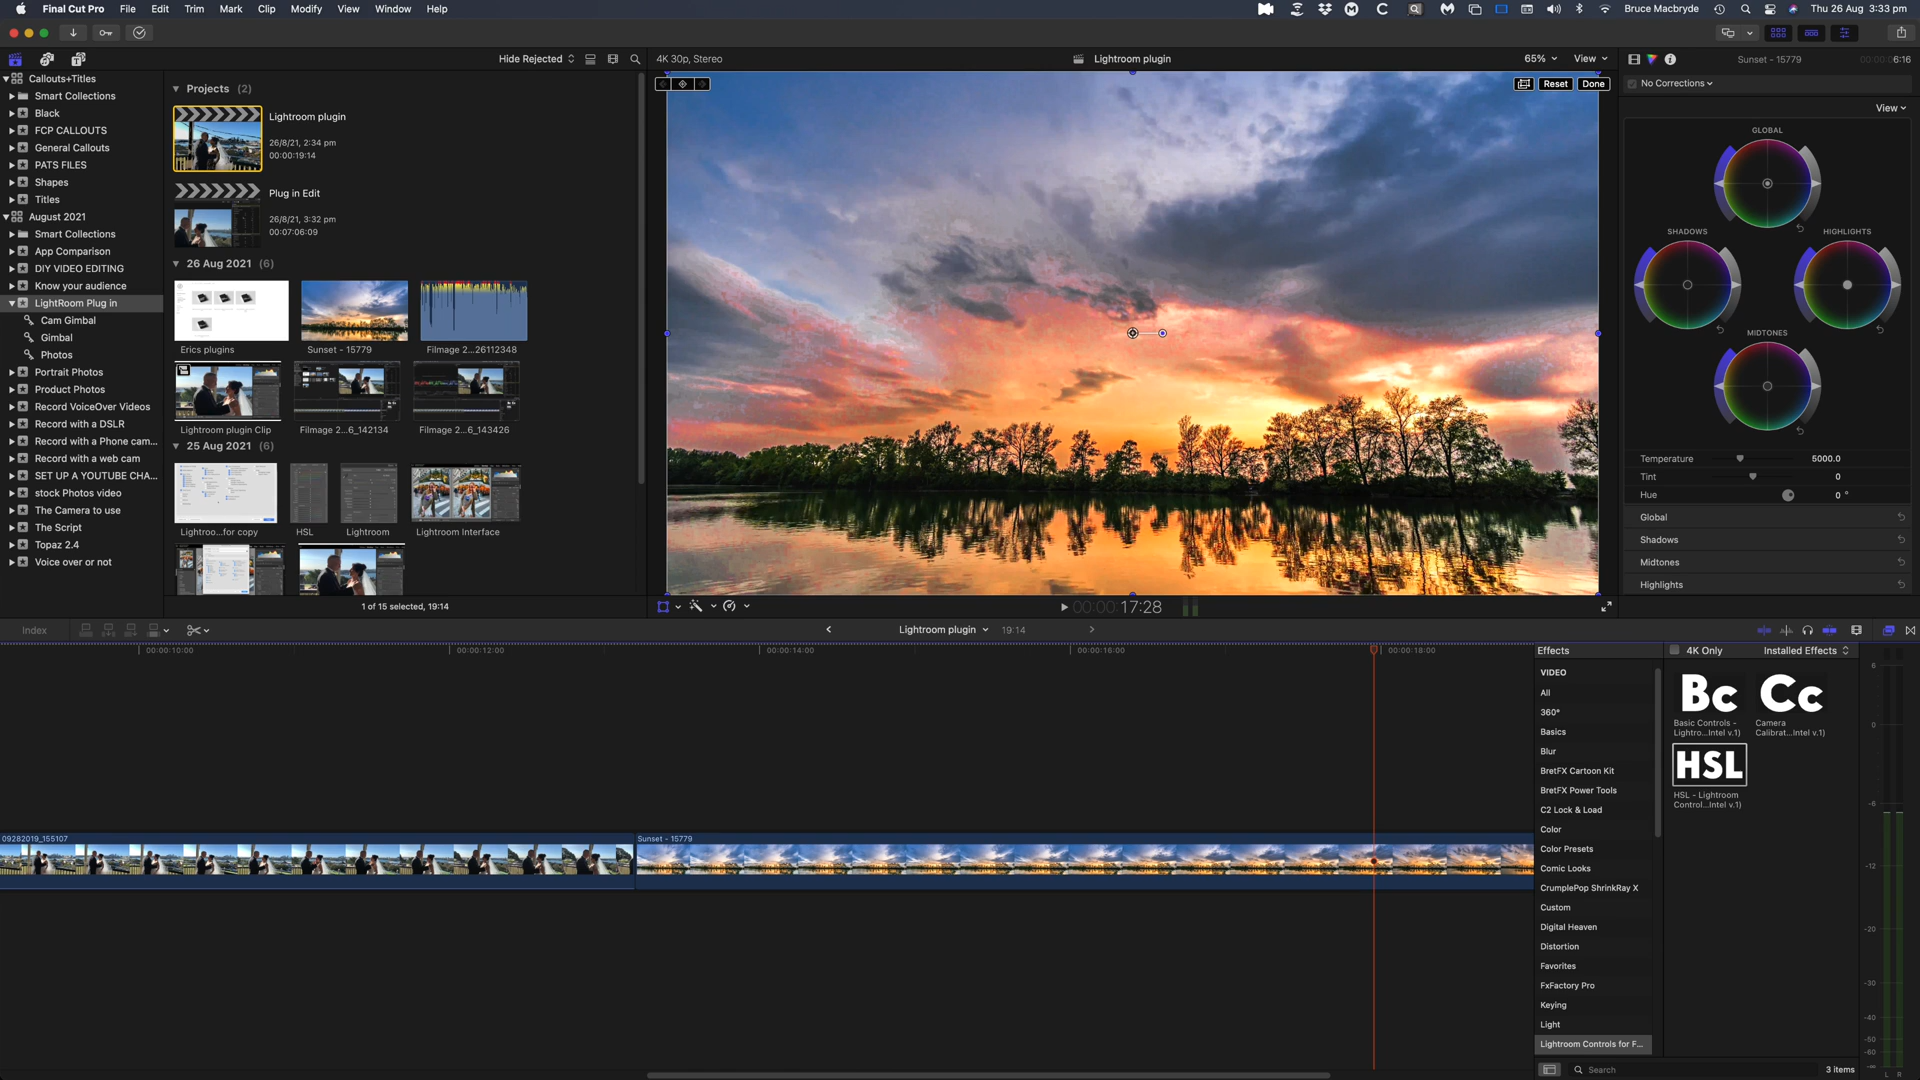 Final Cut Pro File Edit Trim Mark Clip Modify View Window Help
Bruce Macbryde Thu 26 Aug 3:33 pm
Hide Rejected
4K 30p, Stereo
Lightroom plugin
65% View
Sunset - 15779
6:16
Callouts+Titles
Smart Collections
Black
FCP CALLOUTS
General Callouts
PATS FILES
Shapes
Titles
August 2021
Smart Collections
App Comparison
DIY VIDEO EDITING
Know your audience
LightRoom Plug in
Cam Gimbal
Gimbal
Photos
Portrait Photos
Product Photos
Record VoiceOver Videos
Record with a DSLR
Record with a Phone cam...
Record with a web cam
SET UP A YOUTUBE CHA...
stock Photos video
The Camera to use
The Script
Topaz 2.4
Voice over or not
Projects (2)
Lightroom plugin
26/8/21, 2:34 pm
00:00:19:14
Plug in Edit
26/8/21, 3:32 pm
00:07:06:09
26 Aug 2021 (6)
Erics plugins
Sunset - 15779
Filmage 2...26112348
Lightroom plugin Clip
Filmage 2...6_142134
Filmage 2...6_143426
25 Aug 2021 (6)
Lightroo...for copy
HSL
Lightroom
Lightroom Interface
1 of 15 selected, 19:14
Reset
Done
00:00:17:28
No Corrections
View
GLOBAL
SHADOWS
HIGHLIGHTS
MIDTONES
Temperature 5000.0
Tint 0
Hue 0 °
Global
Shadows
Midtones
Highlights
Index
Lightroom plugin 19:14
00:00:10:00
00:00:12:00
00:00:14:00
00:00:16:00
00:00:18:00
09282019_155107
Sunset - 15779
Effects
4K Only
Installed Effects
VIDEO
All
360°
Basics
Blur
BretFX Cartoon Kit
BretFX Power Tools
C2 Lock & Load
Color
Color Presets
Comic Looks
CrumplePop ShrinkRay X
Custom
Digital Heaven
Distortion
Favorites
FxFactory Pro
Keying
Light
Lightroom Controls for F...
Bc
Basic Controls -
Lightro...Intel v.1)
Cc
Camera
Calibrat...Intel v.1)
HSL
HSL - Lightroom
Control...Intel v.1)
Search
3 items
6
0
-6
-12
-20
-30
-40
-50
-60
L R